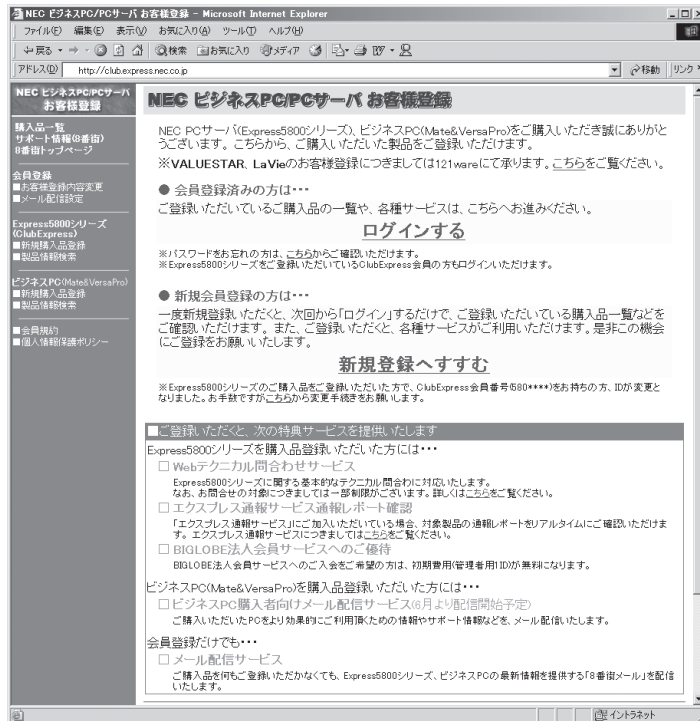 NEC ビジネスPC/PCサーバ お客様登録 - Microsoft Internet Explorer
ファイル(F) 編集(E) 表示(V) お気に入り(A) ツール(T) ヘルプ(H)
戻る 検索 お気に入り メディア
アドレス(D) http://club.express.nec.co.jp 移動 リンク
NEC ビジネスPC/PCサーバ
お客様登録
購入品一覧
サポート情報(8番街)
8番街トップページ
会員登録
■お客様登録内容変更
■メール配信設定
Express5800シリーズ
(ClubExpress)
■新規購入品登録
■製品情報検索
ビジネスPC(Mate&VersaPro)
■新規購入品登録
■製品情報検索
■会員規約
■個人情報保護ポリシー
NEC ビジネスPC/PCサーバ お客様登録
NEC PCサーバ(Express5800シリーズ)、ビジネスPC(Mate&VersaPro)をご購入いただき誠にありがと
うございます。こちらから、ご購入いただいた製品をご登録いただけます。
※VALUESTAR、LaVieのお客様登録につきましては121wareにて承ります。こちらをご覧ください。
● 会員登録済みの方は・・・
ご登録いただいているご購入品の一覧や、各種サービスは、こちらへお進みください。
ログインする
※パスワードをお忘れの方は、こちらからご確認いただけます。
※Express5800シリーズをご登録いただいているClubExpress会員の方もログインいただけます。
● 新規会員登録の方は・・・
一度新規登録いただくと、次回から「ログイン」するだけで、ご登録いただいている購入品一覧などを
ご確認いただけます。また、ご登録いただくと、各種サービスがご利用いただけます。是非この機会
にご登録をお願いいたします。
新規登録へすすむ
※Express5800シリーズのご購入品をご登録いただいた方で、ClubExpress会員番号(580****)をお持ちの方、IDが変更と
なりました。お手数ですがこちらから変更手続きをお願いします。
■ご登録いただくと、次の特典サービスを提供いたします
Express5800シリーズを購入品登録いただいた方には・・・
□ Webテクニカル問合わせサービス
Express5800シリーズに関する基本的なテクニカル問合わに対応いたします。
なお、お問合せの対象につきましては一部制限がございます。詳しくはこちらをご覧ください。
□ エクスプレス通報サービス通報レポート確認
「エクスプレス通報サービス」にご加入いただいている場合、対象製品の通報レポートをリアルタイムにご確認いただけま
す。エクスプレス通報サービスにつきましてはこちらをご覧ください。
□ BIGLOBE法人会員サービスへのご優待
BIGLOBE法人会員サービスへのご入会をご希望の方は、初期費用(管理者用1ID)が無料になります。
ビジネスPC(Mate&VersaPro)を購入品登録いただいた方には・・・
□ ビジネスPC購入者向けメール配信サービス(6月より配信開始予定)
ご購入いただいたPCをより効果的にご利用頂くための情報やサポート情報などを、メール配信いたします。
会員登録だけでも・・・
□ メール配信サービス
ご購入品を何もご登録いただかなくても、Express5800シリーズ、ビジネスPCの最新情報を提供する「8番街メール」を配信
いたします。
イントラネット